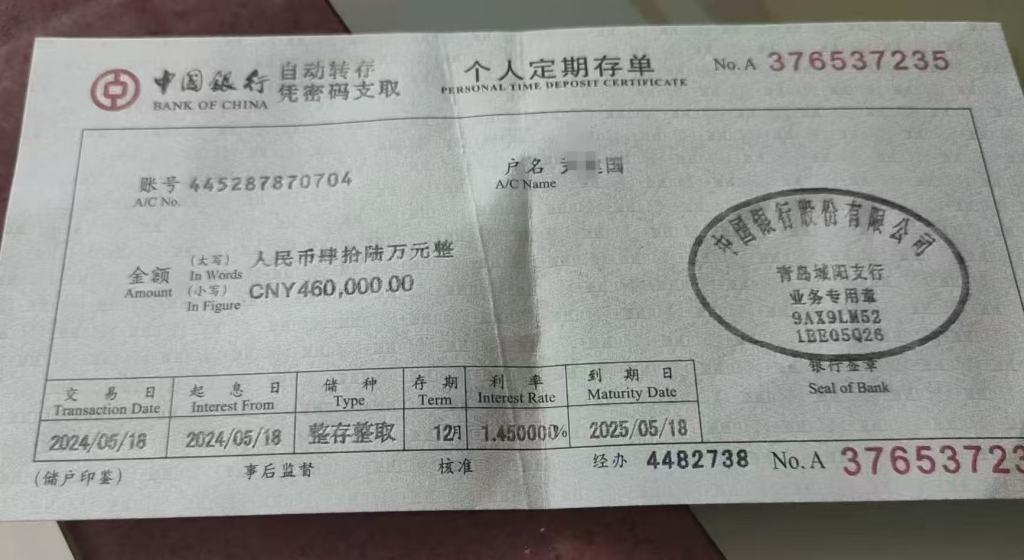 中国银行 自动转存
BANK OF CHINA 凭密码支取
个人定期存单
PERSONAL TIME DEPOSIT CERTIFICATE
No. A 376537235
账号 445287870704
A/C No.
户名 国
A/C Name
金额 (大写) 人民币肆拾陆万元整
Amount In Words
(小写) CNY460,000.00
In Figure
中国银行股份有限公司
青岛城阳支行
业务专用章
9AX9LM52
1BE05Q26
银行签章
Seal of Bank
交易日 起息日 储种 存期 利率 到期日
Transaction Date Interest From Type Term Interest Rate Maturity Date
2024/05/18 2024/05/18 整存整取 12月 1.450000% 2025/05/18
(储户印鉴) 事后监督 核准 经办 4482738 No. A 37653723